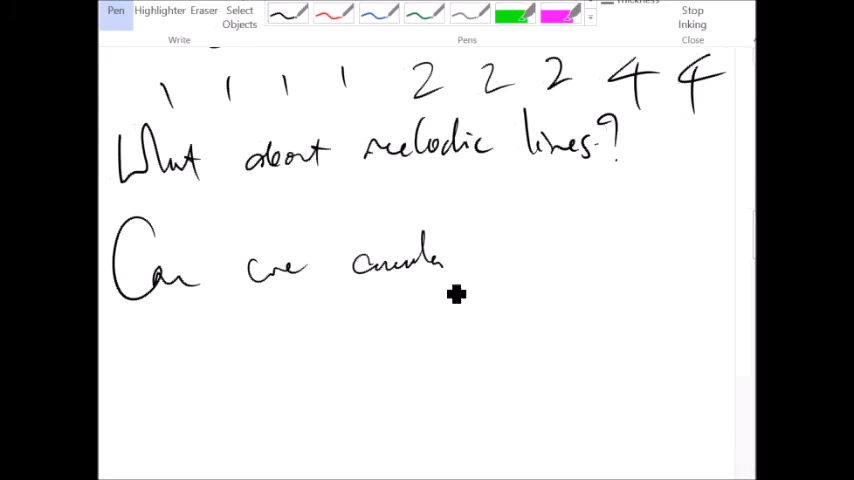 Pen Highlighter Eraser Select Objects
Stop Inking
Write Pens Close
1 1 1 1 2 2 2 4 4
What about melodic lines?
Can we